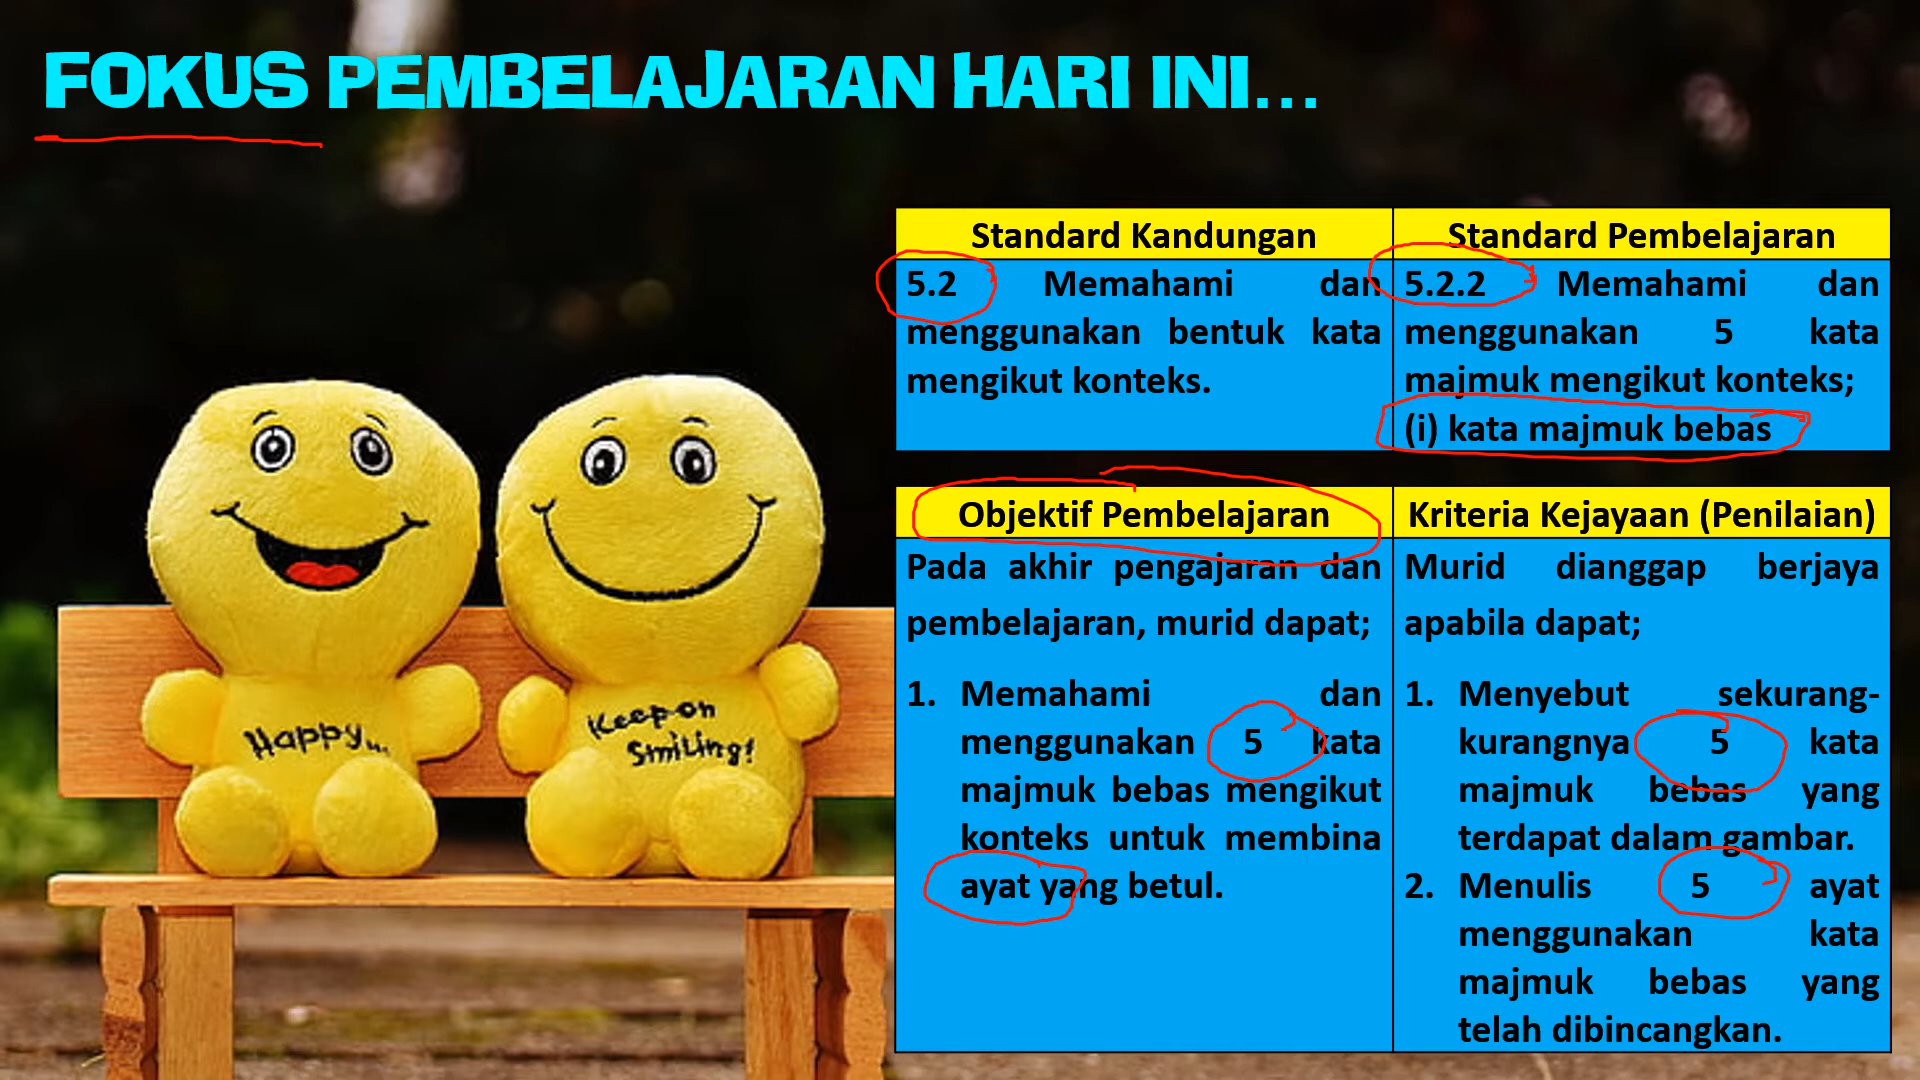 FOKUS PEMBELAJARAN HARI INI...
Standard Kandungan
5.2 Memahami dan
menggunakan bentuk kata
mengikut konteks.
Standard Pembelajaran
5.2.2 Memahami dan
menggunakan 5 kata
majmuk mengikut konteks;
(i) kata majmuk bebas
Objektif Pembelajaran
Pada akhir pengajaran dan
pembelajaran, murid dapat;
1. Memahami dan
menggunakan 5 kata
majmuk bebas mengikut
konteks untuk membina
ayat yang betul.
Kriteria Kejayaan (Penilaian)
Murid dianggap berjaya
apabila dapat;
1. Menyebut sekurang-
kurangnya 5 kata
majmuk bebas yang
terdapat dalam gambar.
2. Menulis 5 ayat
menggunakan kata
majmuk bebas yang
telah dibincangkan.
Happy...
Keep on
Smiling!